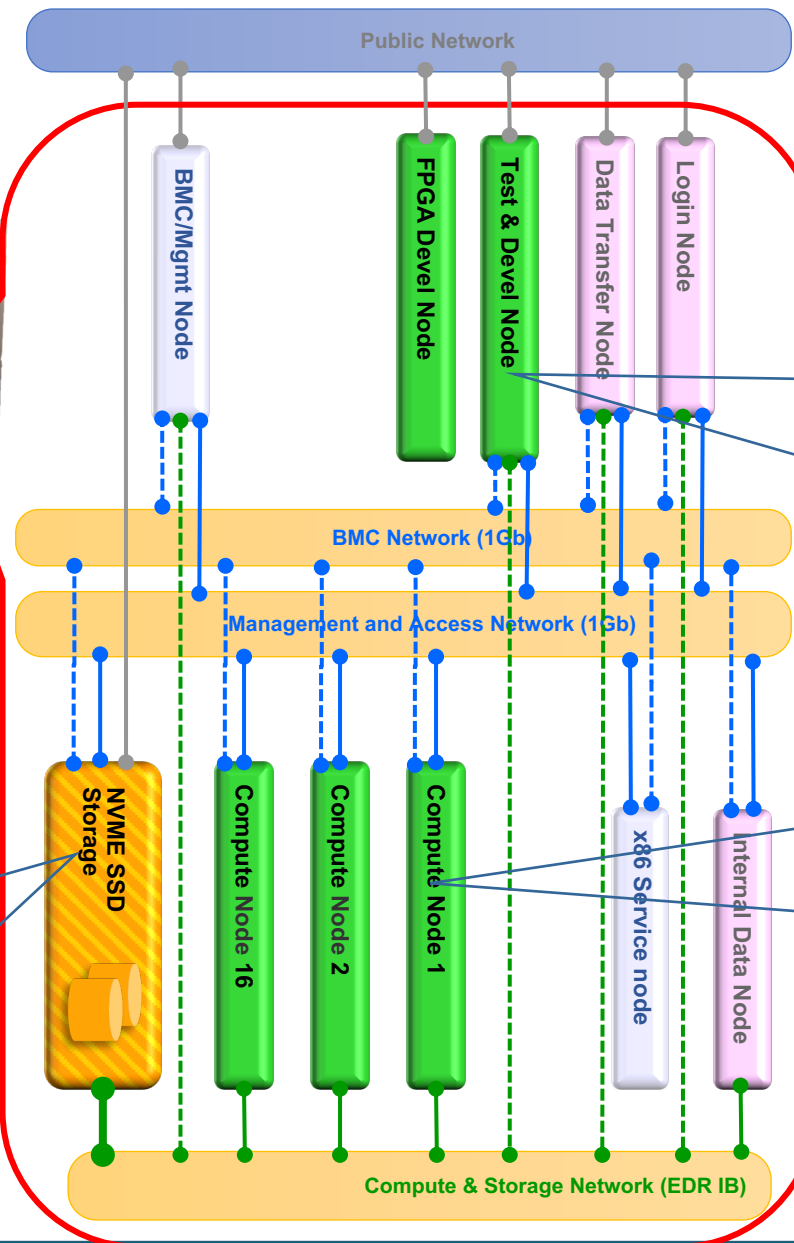 Public Network
BMC/Mgmt Node
FPGA Devel Node
Test & Devel Node
Data Transfer Node
Login Node
BMC Network (1Gb)
Management and Access Network (1Gb)
NVME SSD
Storage
Compute Node 16
Compute Node 2
Compute Node 1
x86 Service node
Internal Data Node
Compute & Storage Network (EDR IB)